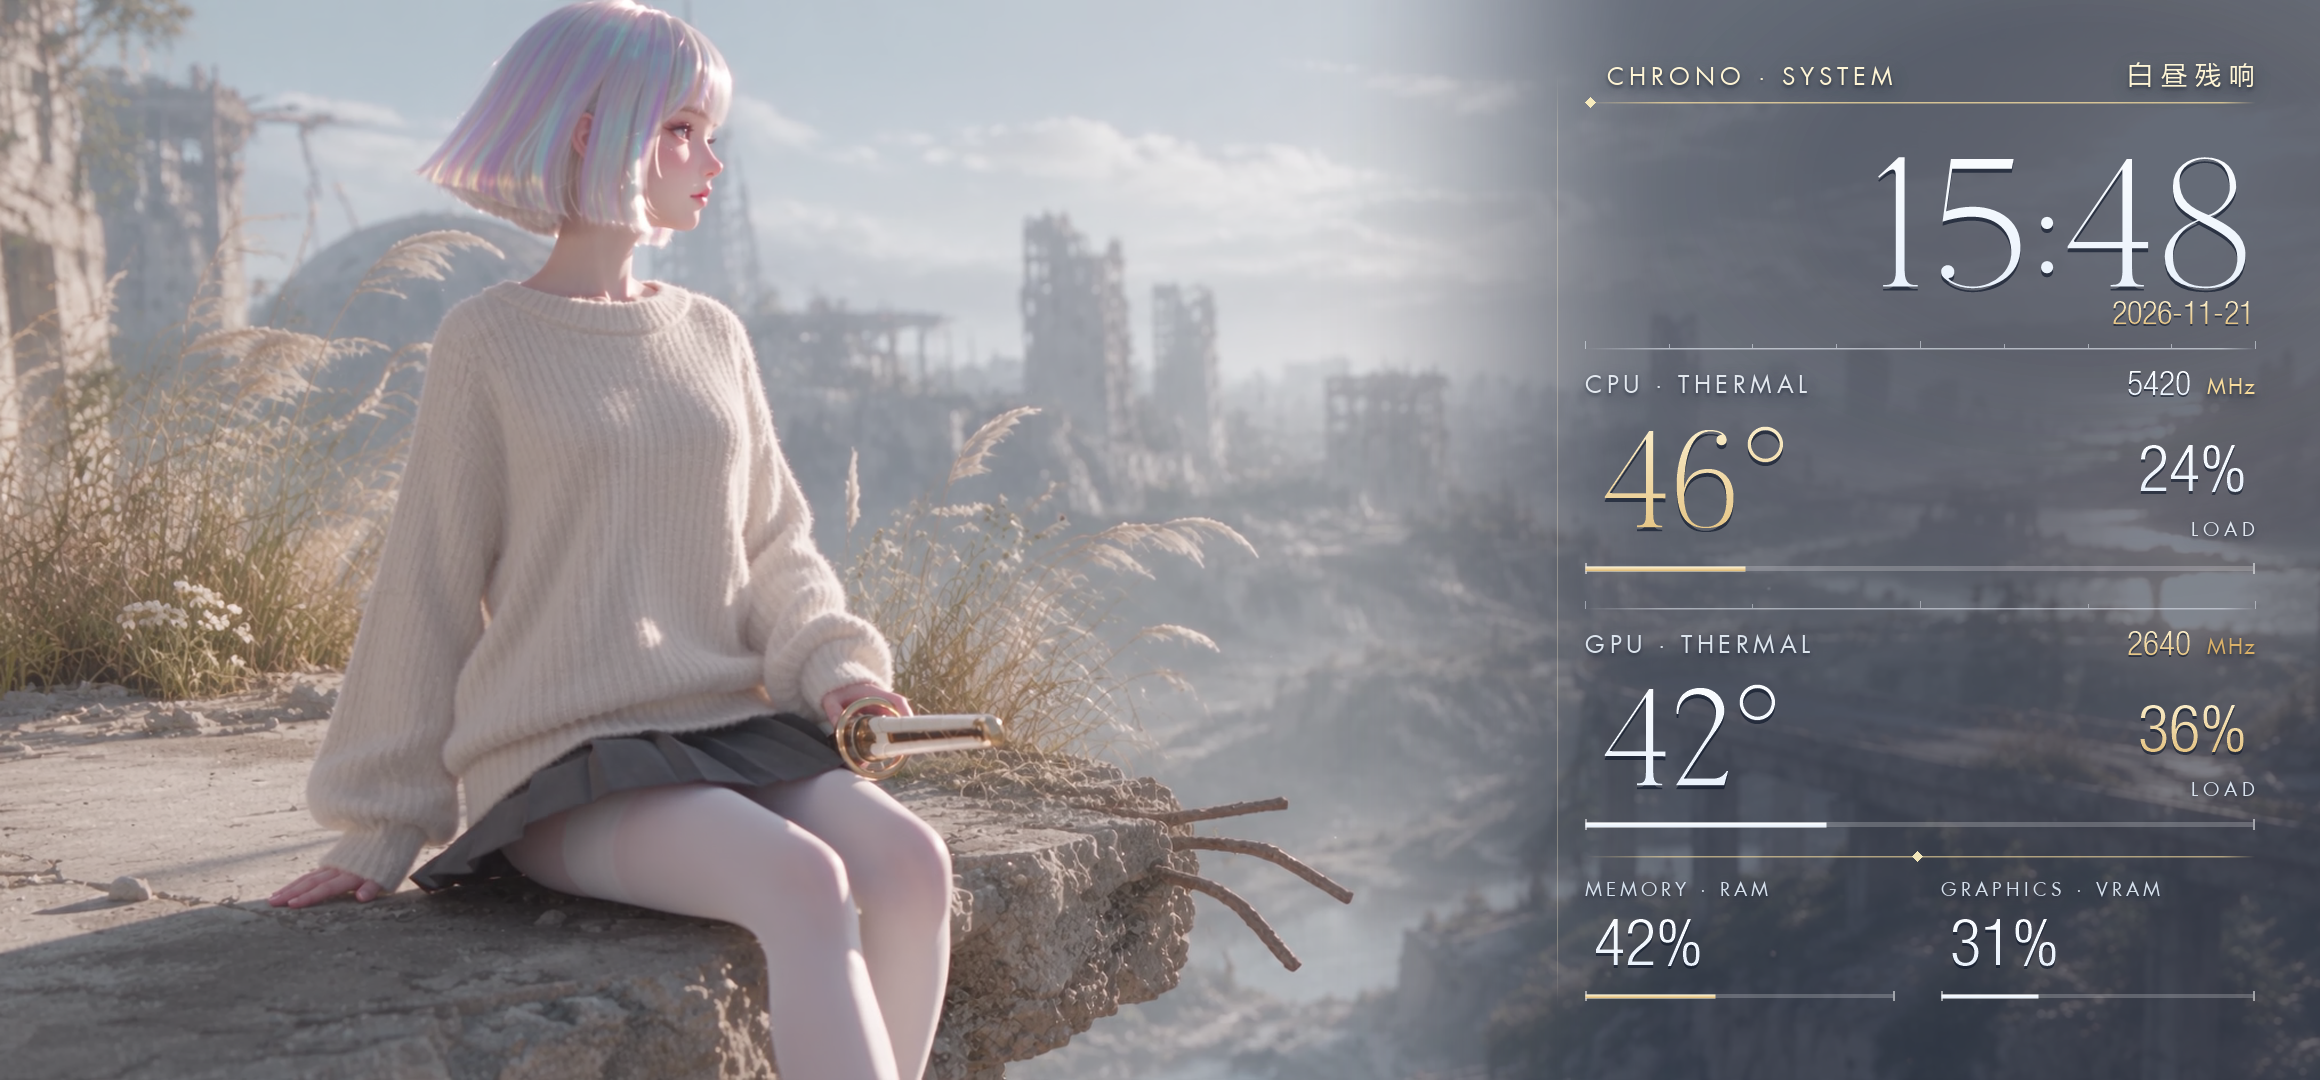 CHRONO · SYSTEM 白昼残响
15:48
2026-11-21
CPU · THERMAL 5420 MHz
46° 24%
LOAD
GPU · THERMAL 2640 MHz
42° 36%
LOAD
MEMORY · RAM GRAPHICS · VRAM
42% 31%